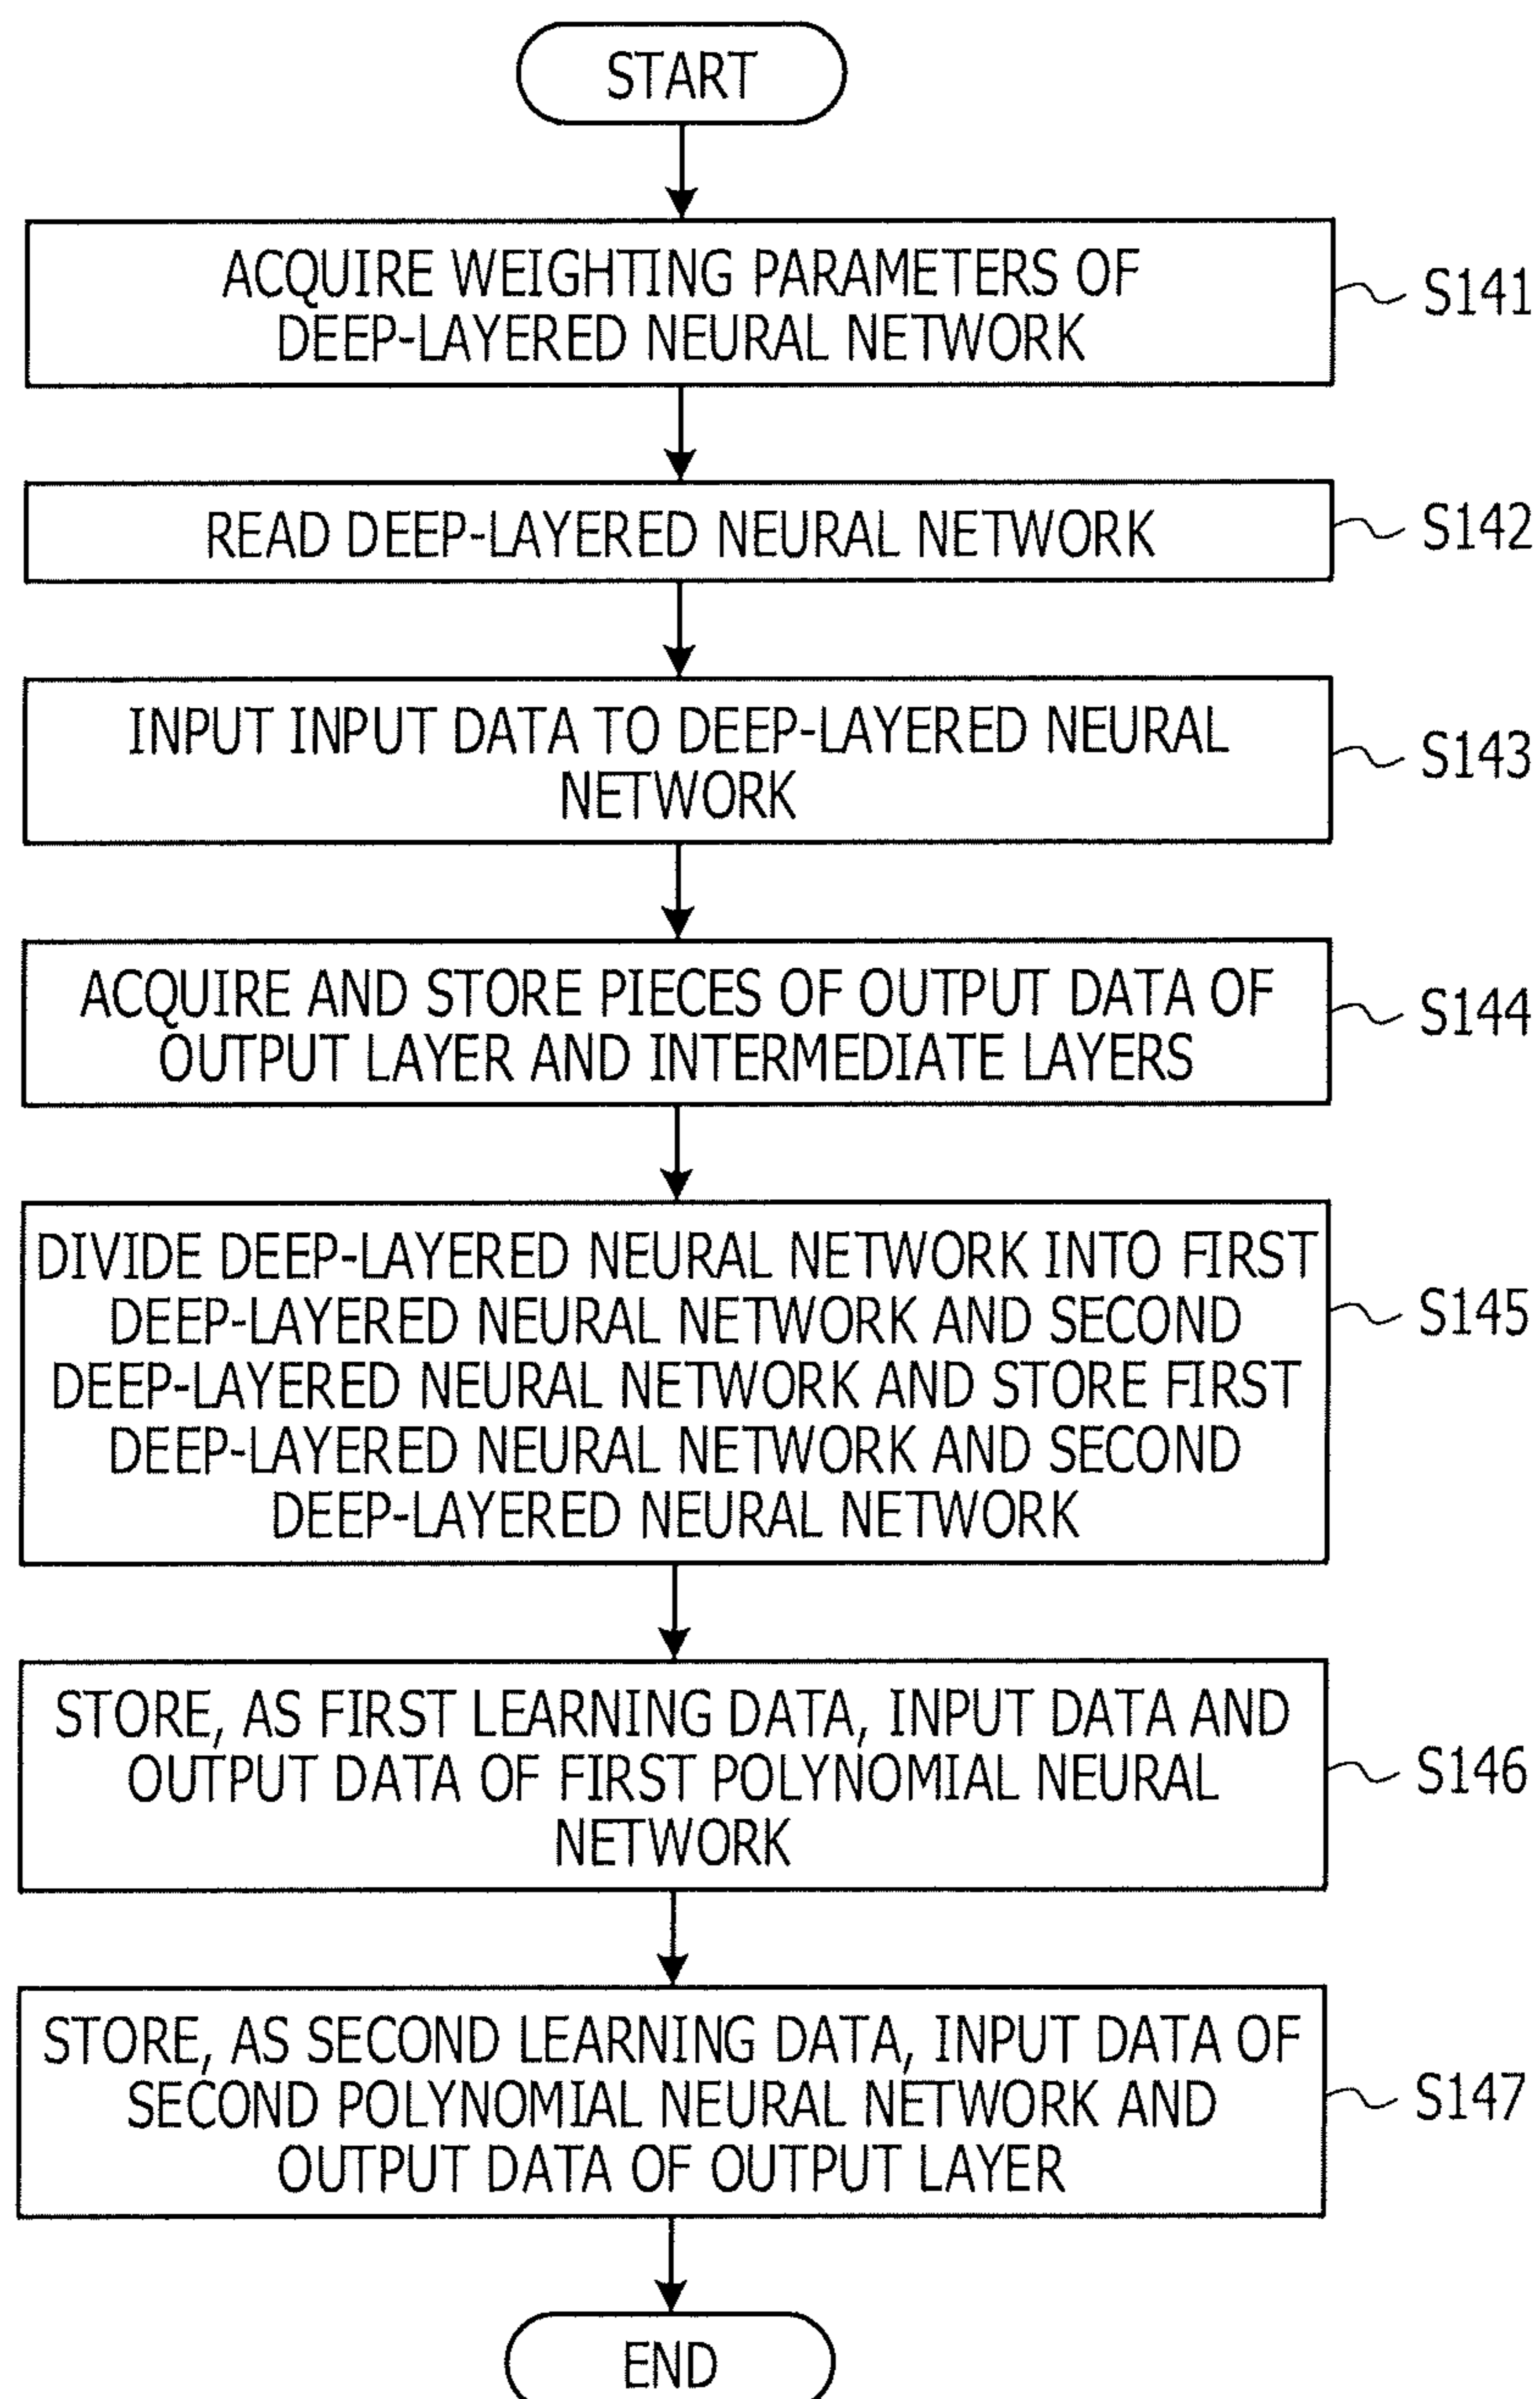 START
ACQUIRE WEIGHTING PARAMETERS OF
DEEP-LAYERED NEURAL NETWORK
S141
READ DEEP-LAYERED NEURAL NETWORK
S142
INPUT INPUT DATA TO DEEP-LAYERED NEURAL
NETWORK
S143
ACQUIRE AND STORE PIECES OF OUTPUT DATA OF
OUTPUT LAYER AND INTERMEDIATE LAYERS
S144
DIVIDE DEEP-LAYERED NEURAL NETWORK INTO FIRST
DEEP-LAYERED NEURAL NETWORK AND SECOND
DEEP-LAYERED NEURAL NETWORK AND STORE FIRST
DEEP-LAYERED NEURAL NETWORK AND SECOND
DEEP-LAYERED NEURAL NETWORK
S145
STORE, AS FIRST LEARNING DATA, INPUT DATA AND
OUTPUT DATA OF FIRST POLYNOMIAL NEURAL
NETWORK
S146
STORE, AS SECOND LEARNING DATA, INPUT DATA OF
SECOND POLYNOMIAL NEURAL NETWORK AND
OUTPUT DATA OF OUTPUT LAYER
S147
END